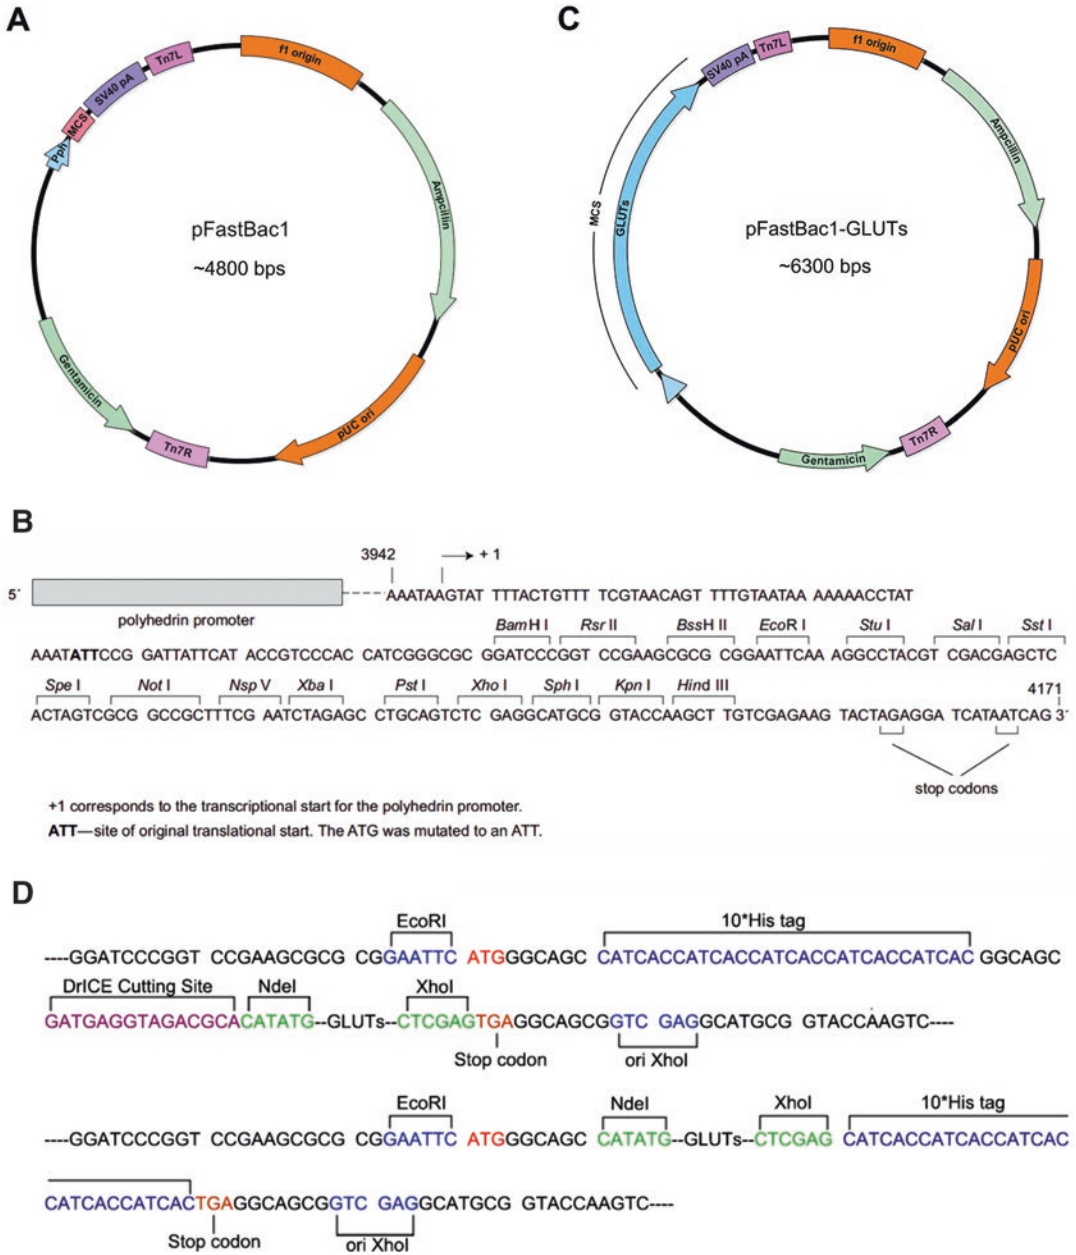 A
Tn7L
f1 origin
SV40 pA
MCS
Pph
Ampcillin
pFastBac1
~4800 bps
Gentamicin
Tn7R
pUC ori
C
SV40 pA
Tn7L
f1 origin
Ampcillin
MCS
GLUTs
pFastBac1-GLUTs
~6300 bps
pUC ori
Tn7R
Gentamicin
B
3942
+ 1
5´
AAATAAGTAT TTTACTGTTT TCGTAACAGT TTTGTAATAA AAAAACCTAT
polyhedrin promoter
BamH I Rsr II BssH II EcoR I Stu I Sal I Sst I
AAATATTCCG GATTATTCAT ACCGTCCCAC CATCGGGCGC GGATCCCGGT CCGAAGCGCG CGGAATTCAA AGGCCTACGT CGACGAGCTC
Spe I Not I Nsp V Xba I Pst I Xho I Sph I Kpn I Hind III
4171
ACTAGTCGCG GCCGCTTTCG AATCTAGAGC CTGCAGTCTC GAGGCATGCG GTACCAAGCT TGTCGAGAAG TACTAGAGGA TCATAATCAG 3´
stop codons
+1 corresponds to the transcriptional start for the polyhedrin promoter.
ATT—site of original translational start. The ATG was mutated to an ATT.
D
EcoRI 10*His tag
----GGATCCCGGT CCGAAGCGCG CGGAATTC ATGGGCAGC CATCACCATCACCATCACCATCACCATCAC GGCAGC
DrICE Cutting Site NdeI XhoI
GATGAGGTAGACGCACATATG--GLUTs--CTCGAGTGAGGCAGCGGTC GAGGCATGCG GTACCAAGTC----
Stop codon ori XhoI
EcoRI NdeI XhoI 10*His tag
----GGATCCCGGT CCGAAGCGCG CGGAATTC ATGGGCAGC CATATG--GLUTs--CTCGAG CATCACCATCACCATCAC
CATCACCATCACTGAGGCAGCGGTC GAGGCATGCG GTACCAAGTC----
Stop codon ori XhoI